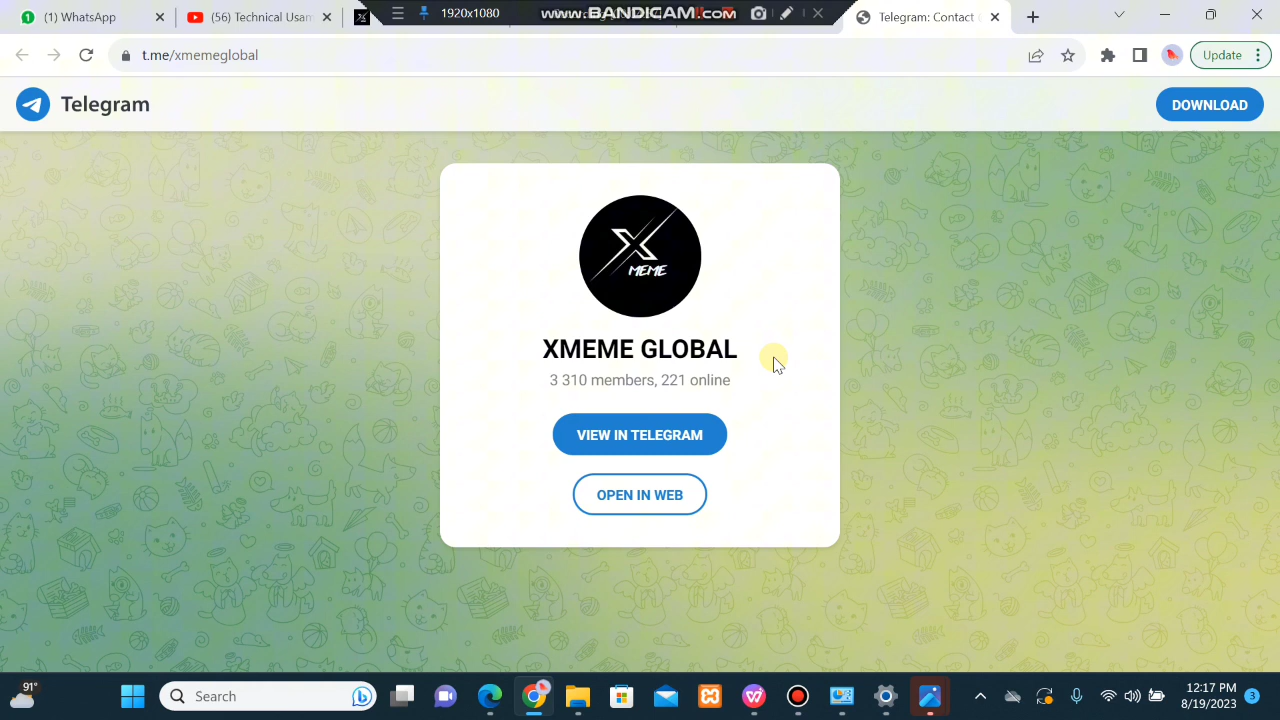 (1)
(56) Technical Usam
1920x1080
www.BANDICAM.com
Telegram: Contact
t.me/xmemeglobal
Update
Telegram
DOWNLOAD
X
MEME
XMEME GLOBAL
3 310 members, 221 online
VIEW IN TELEGRAM
OPEN IN WEB
91°
Search
12:17 PM
8/19/2023
3